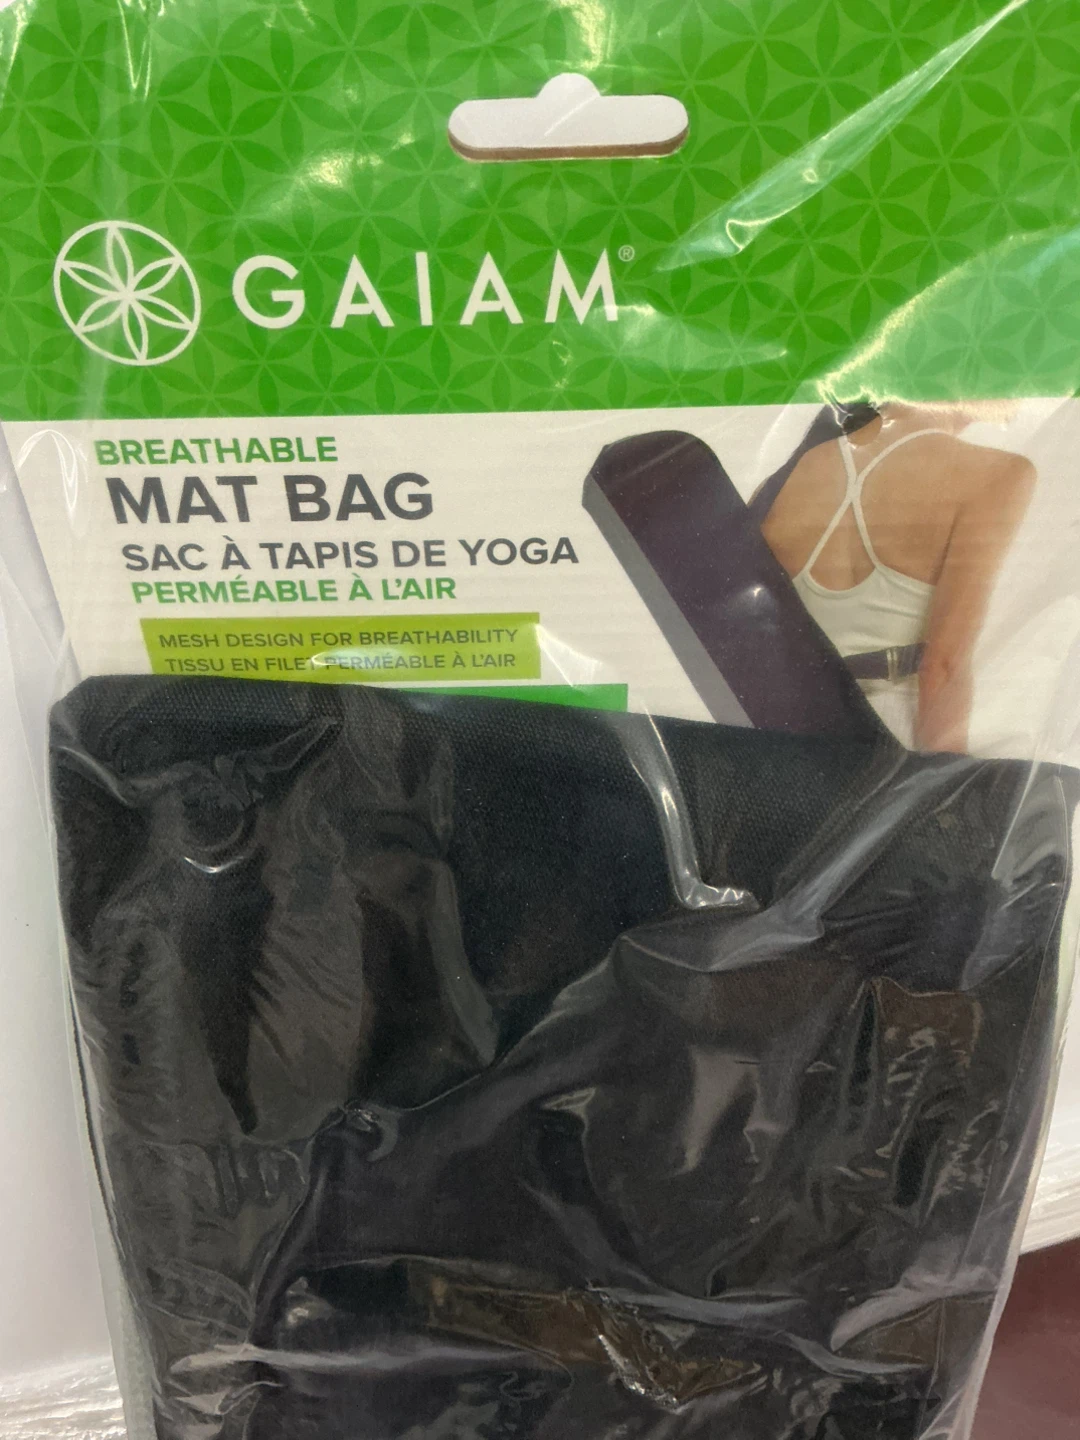 GAIAM®
BREATHABLE
MAT BAG
SAC À TAPIS DE YOGA
PERMÉABLE À L'AIR
MESH DESIGN FOR BREATHABILITY
TISSU EN FILET PERMÉABLE À L'AIR